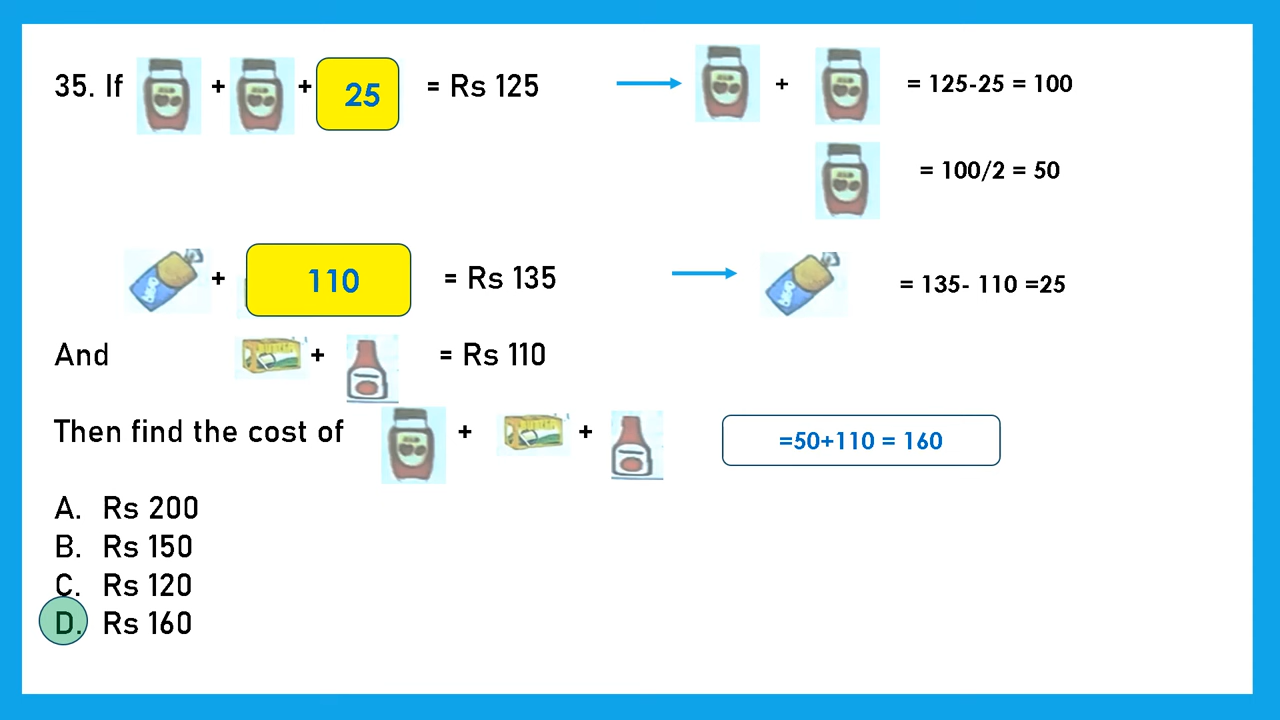 35. If + + 25 = Rs 125 + = 125-25 = 100
= 100/2 = 50
+ 110 = Rs 135 = 135- 110 =25
And + = Rs 110
Then find the cost of + + =50+110 = 160
A. Rs 200
B. Rs 150
C. Rs 120
D. Rs 160